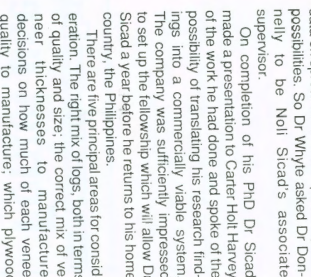 possibilities. So Dr Whyte asked Dr Don-
nelly to be Noli Sicad's associate
supervisor.
On completion of his PhD Dr Sicad
made a presentation to Carter Holt Harvey
of the work he had done and spoke of the
possibility of translating his research find-
ings into a commercially viable system.
The company was sufficiently impressed
to set up the fellowship which will allow Dr
Sicad a year before he returns to his home
country, the Philippines.
There are five principal areas for consid-
eration. The right mix of logs, both in terms
of quality and size; the correct mix of ve-
neer thicknesses to manufacture;
decisions on how much of each veneer
quality to manufacture; which plywood